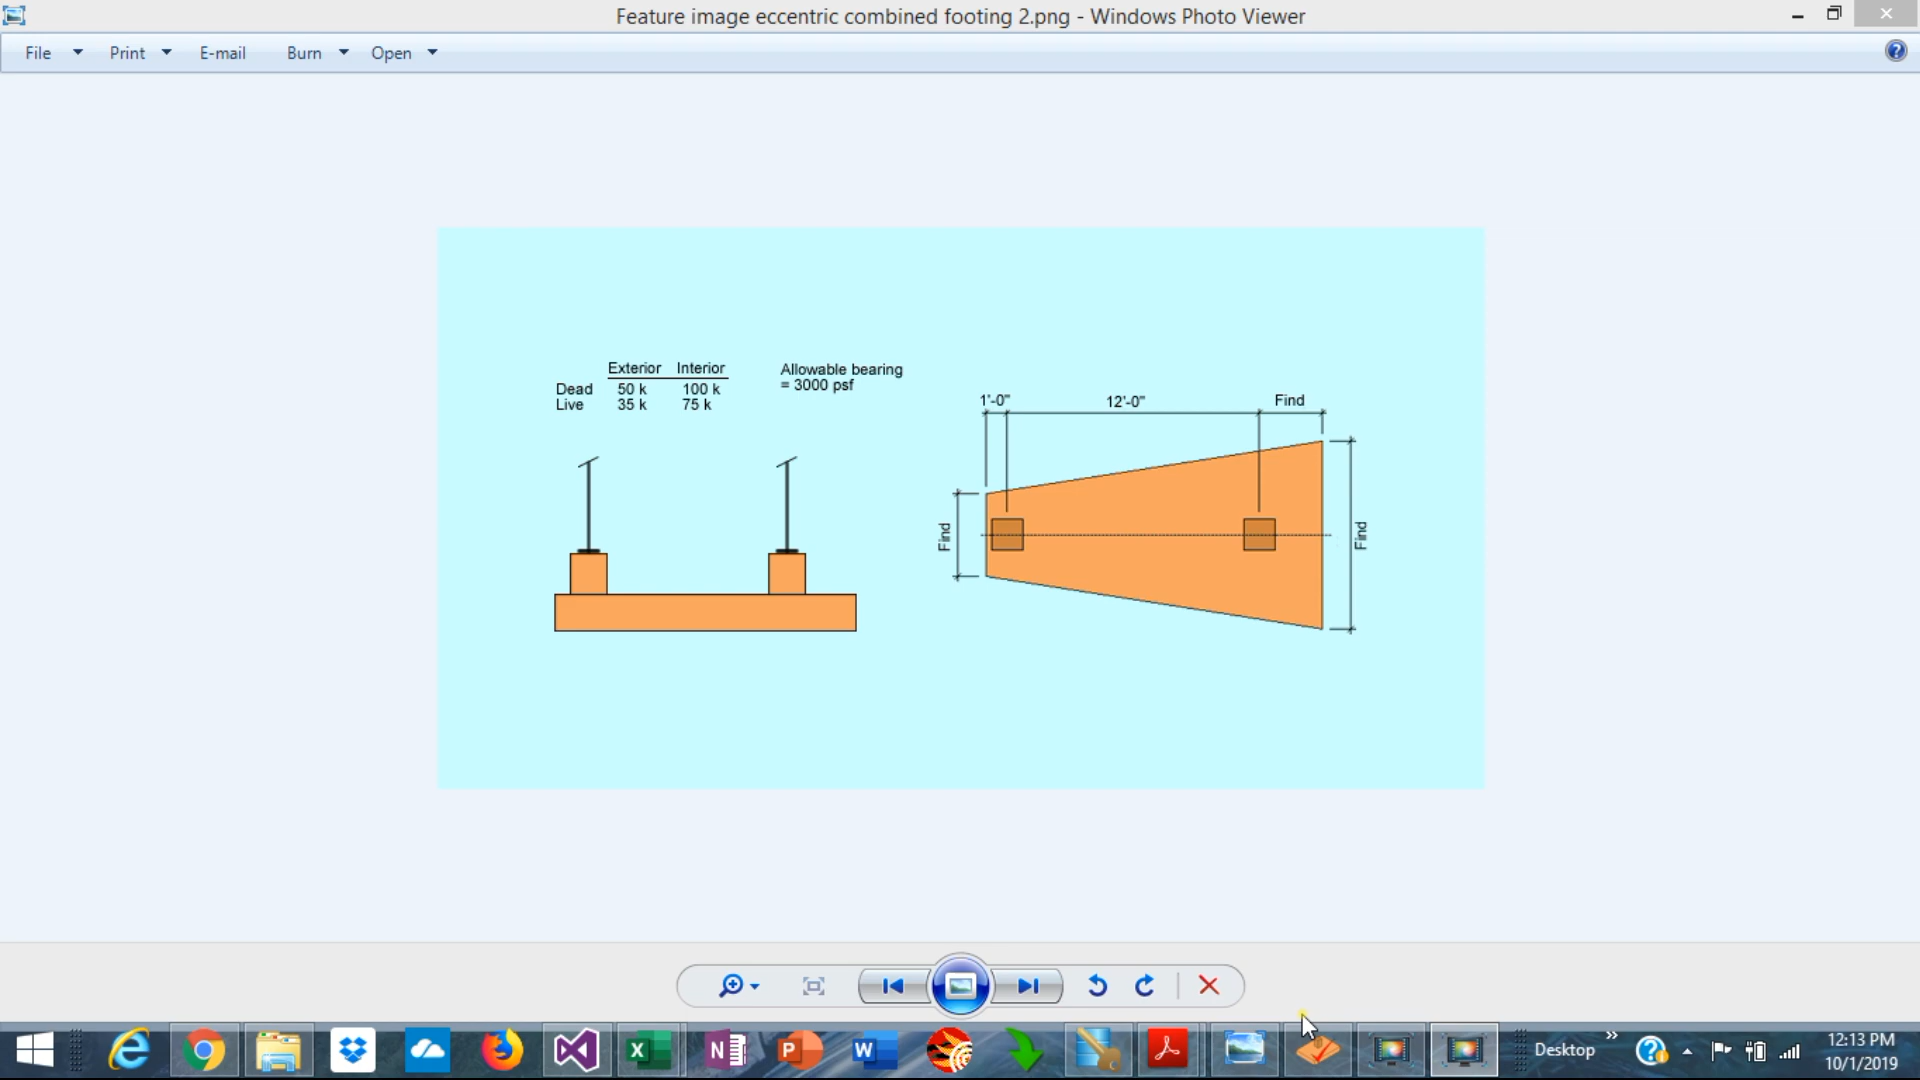 Feature image eccentric combined footing 2.png - Windows Photo Viewer
File Print E-mail Burn Open
Exterior Interior
Dead 50 k 100 k
Live 35 k 75 k
Allowable bearing
= 3000 psf
1'-0" 12'-0" Find
Find
Find
Desktop
12:13 PM
10/1/2019